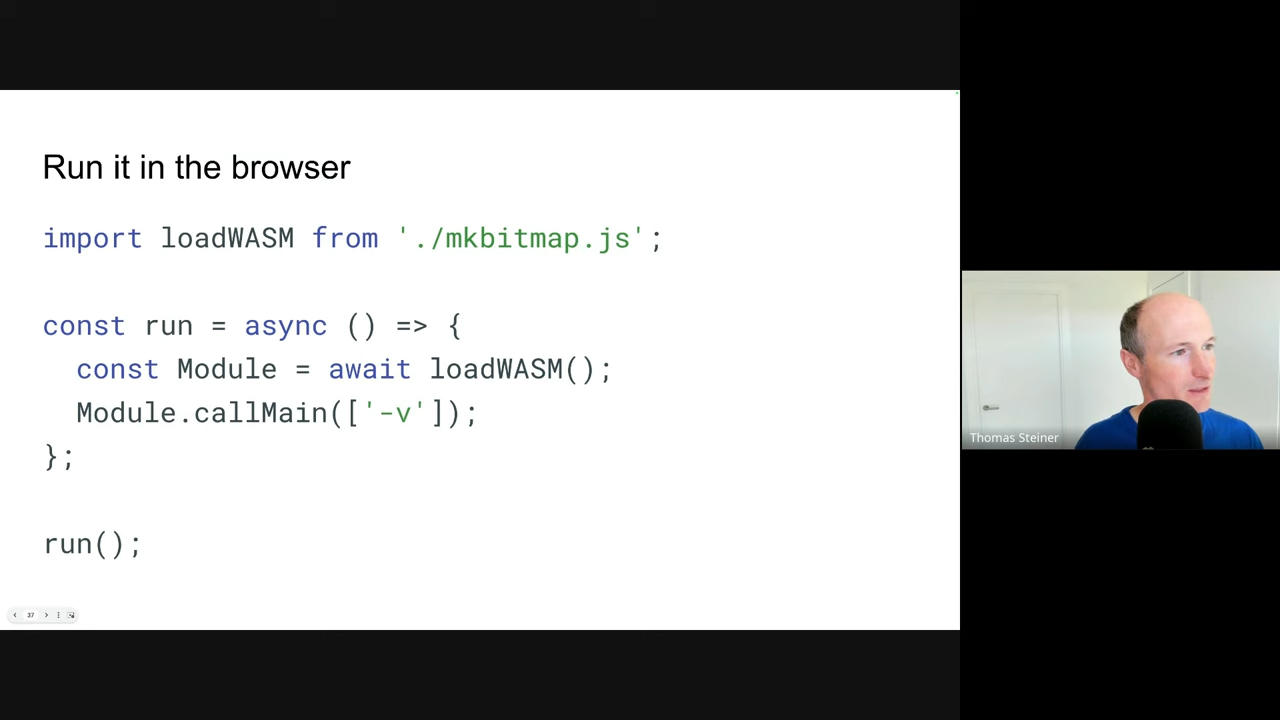 Run it in the browser
import loadWASM from './mkbitmap.js';
const run = async () => {
  const Module = await loadWASM();
  Module.callMain(['-v']);
};
run();
37
Thomas Steiner